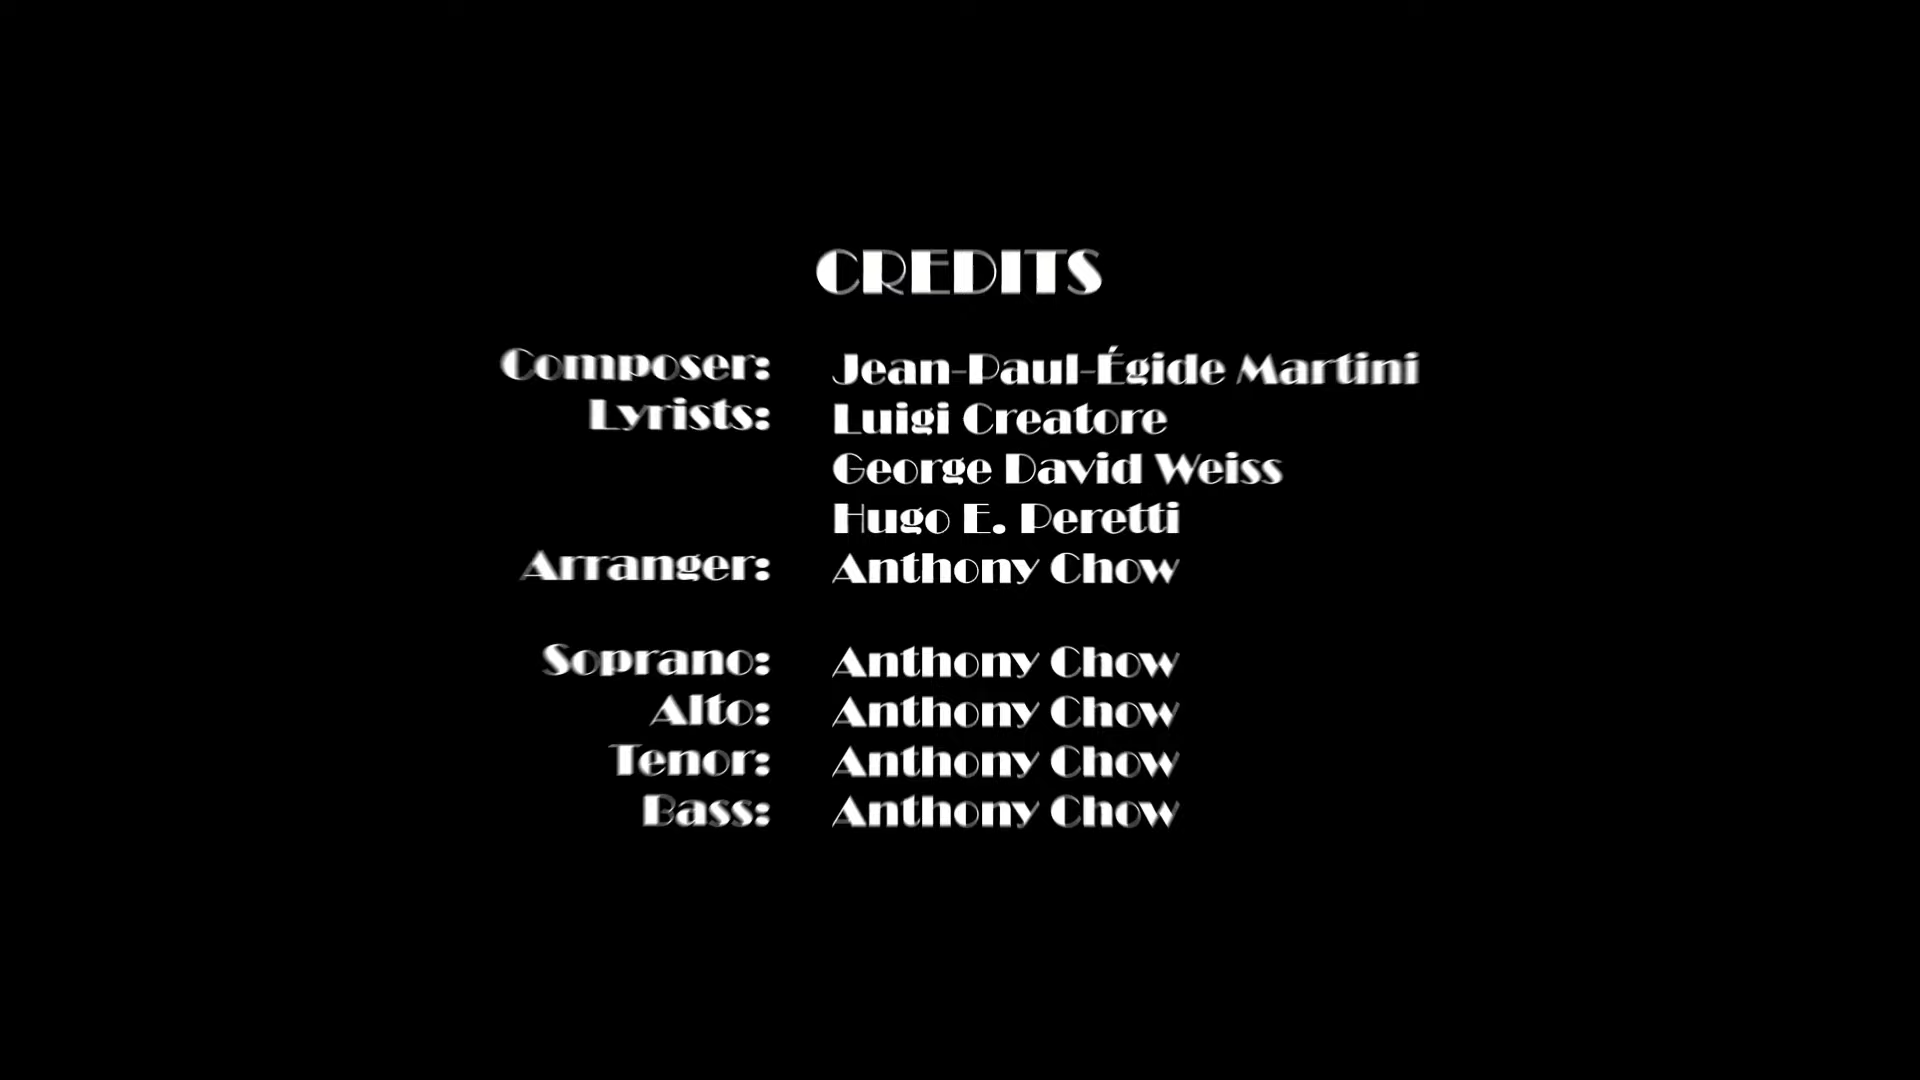 CREDITS
Composer: Jean-Paul-Égide Martini
Lyrists: Luigi Creatore
George David Weiss
Hugo E. Peretti
Arranger: Anthony Chow
Soprano: Anthony Chow
Alto: Anthony Chow
Tenor: Anthony Chow
Bass: Anthony Chow